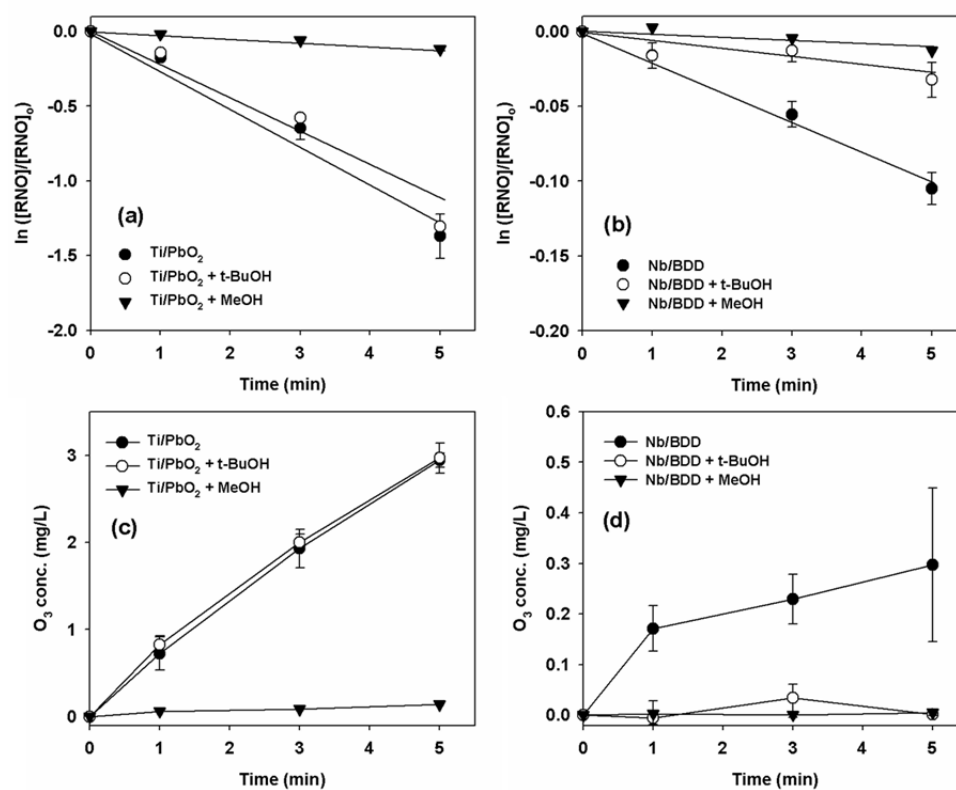 0.0
-0.5
-1.0
-1.5
-2.0
ln ([RNO]/[RNO]o)
(a)
Ti/PbO2
Ti/PbO2 + t-BuOH
Ti/PbO2 + MeOH
0 1 2 3 4 5
Time (min)
0.00
-0.05
-0.10
-0.15
-0.20
ln ([RNO]/[RNO]o)
(b)
Nb/BDD
Nb/BDD + t-BuOH
Nb/BDD + MeOH
0 1 2 3 4 5
Time (min)
3
2
1
0
O3 conc. (mg/L)
Ti/PbO2
Ti/PbO2 + t-BuOH
Ti/PbO2 + MeOH
(c)
0 1 2 3 4 5
Time (min)
0.6
0.5
0.4
0.3
0.2
0.1
0.0
O3 conc. (mg/L)
Nb/BDD
Nb/BDD + t-BuOH
Nb/BDD + MeOH
(d)
0 1 2 3 4 5
Time (min)